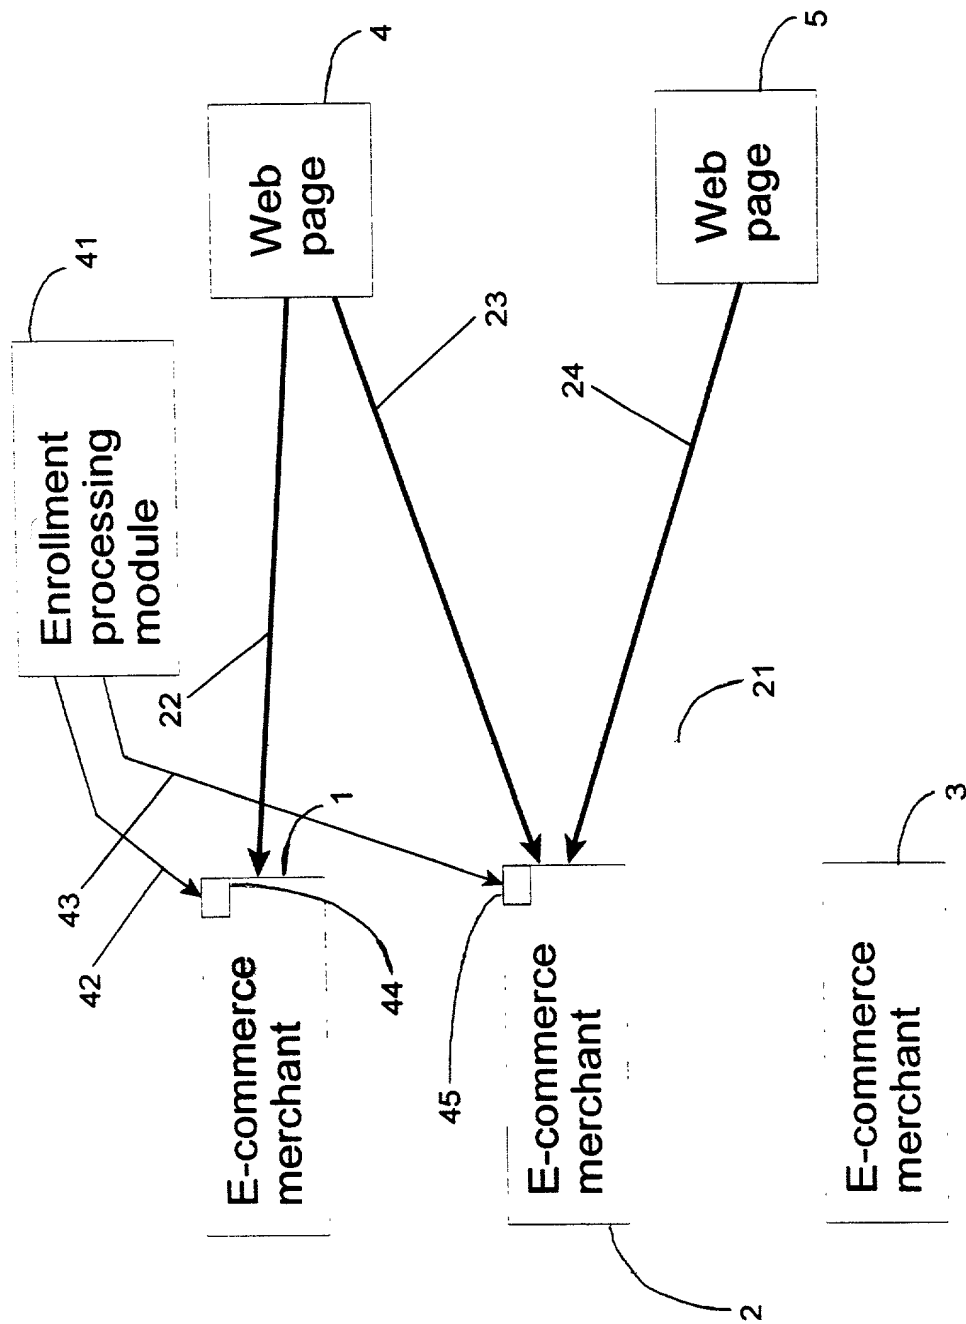 Enrollment
processing
module
41
42
43
22
23
24
21
E-commerce
merchant
1
44
E-commerce
merchant
45
2
E-commerce
merchant
3
Web
page
4
Web
page
5